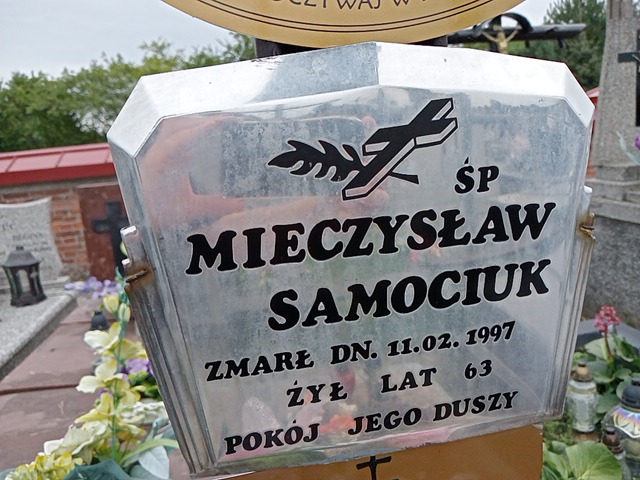 ŚP
MIECZYSŁAW
SAMOCIUK
ZMARŁ DN. 11.02. 1997
ŻYŁ LAT 63
POKÓJ JEGO DUSZY